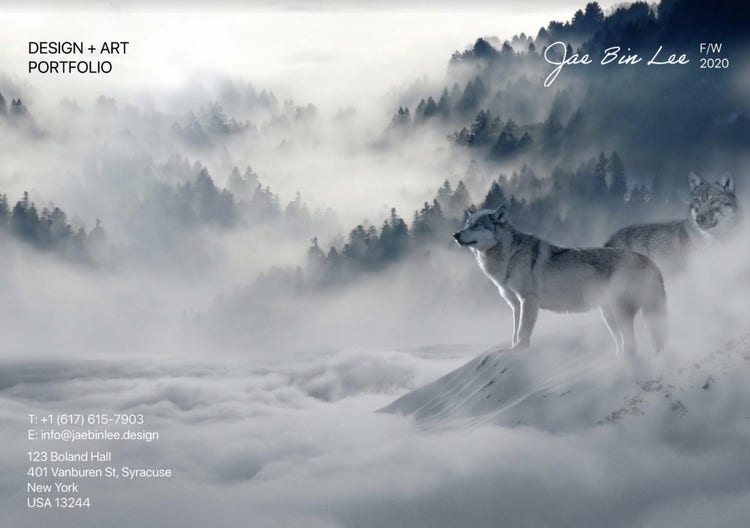 DESIGN + ART
PORTFOLIO
Jae Bin Lee
F/W
2020
T: +1 (617) 615-7903
E: info@jaebinlee.design
123 Boland Hall
401 Vanburen St, Syracuse
New York
USA 13244